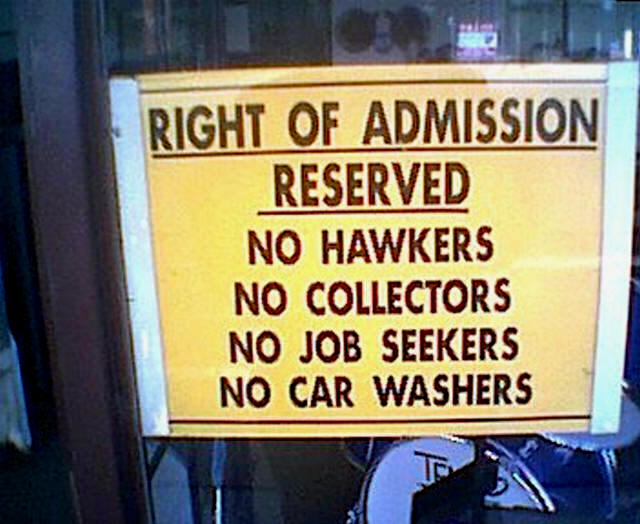 RIGHT OF ADMISSION
RESERVED
NO HAWKERS
NO COLLECTORS
NO JOB SEEKERS
NO CAR WASHERS